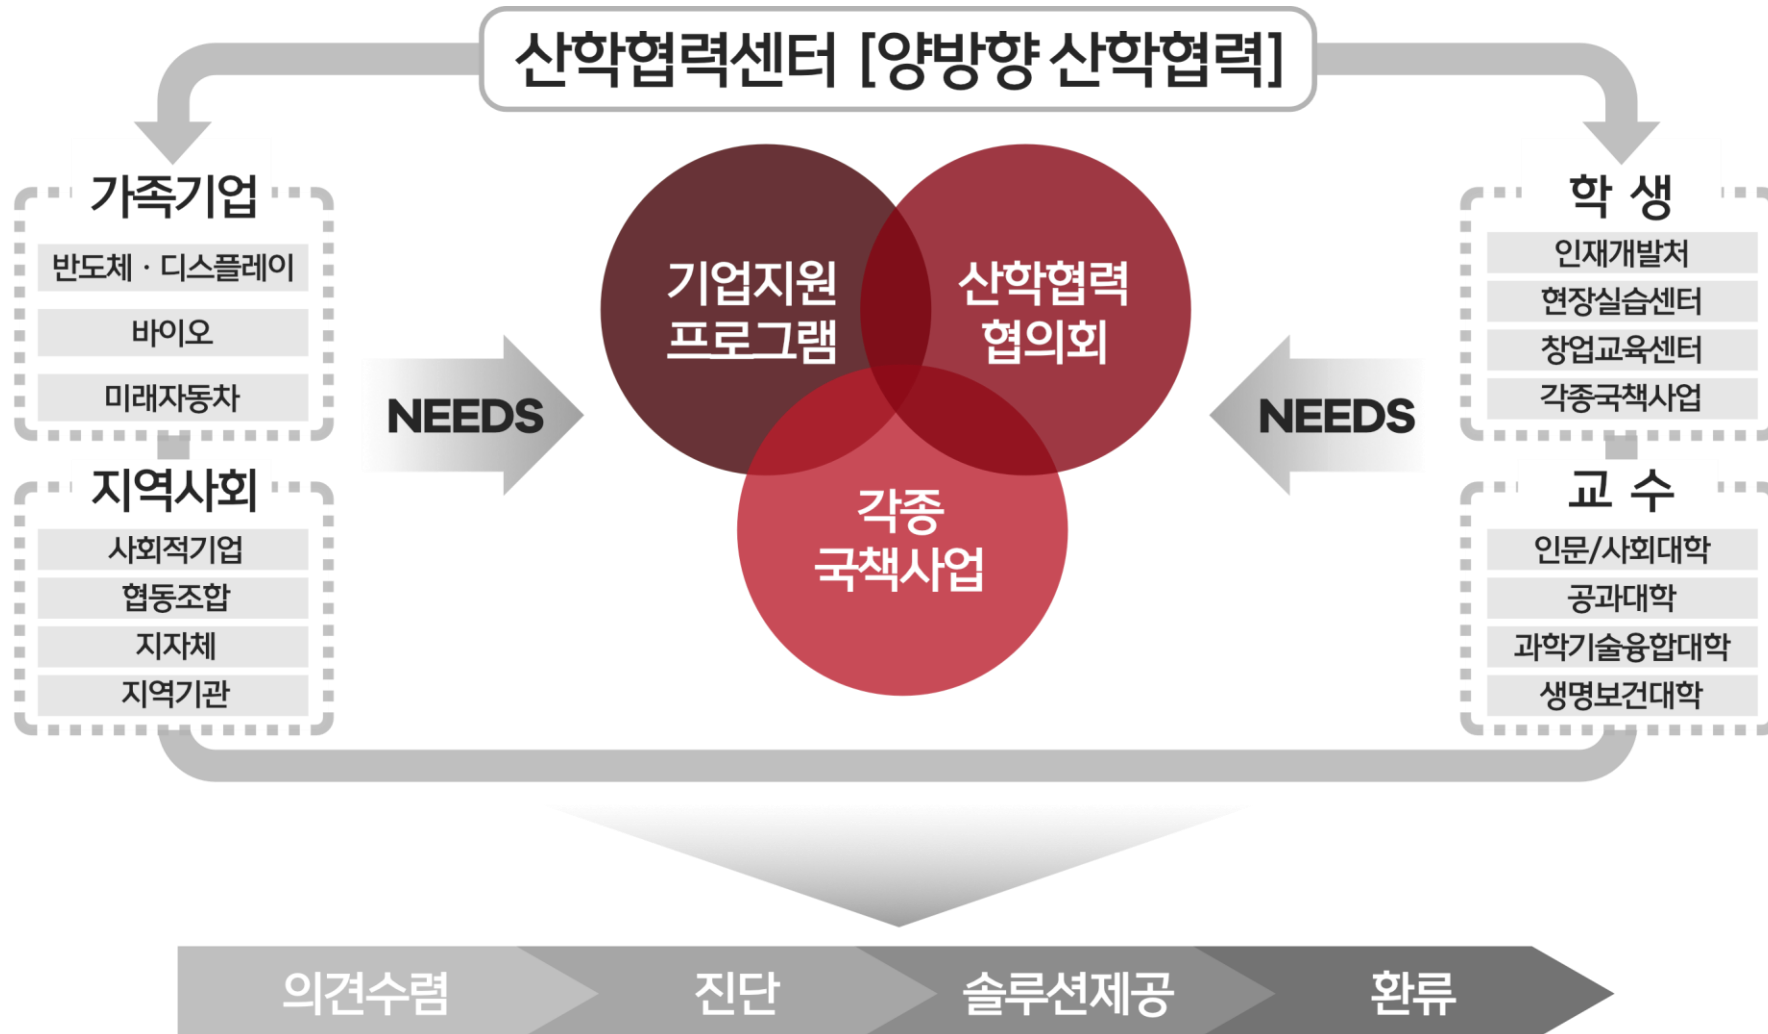 산학협력센터 [양방향 산학협력]
가족기업
반도체 · 디스플레이
바이오
미래자동차
지역사회
사회적기업
협동조합
지자체
지역기관
NEEDS
기업지원
프로그램
산학협력
협의회
각종
국책사업
NEEDS
학 생
인재개발처
현장실습센터
창업교육센터
각종국책사업
교 수
인문/사회대학
공과대학
과학기술융합대학
생명보건대학
의견수렴
진단
솔루션제공
환류